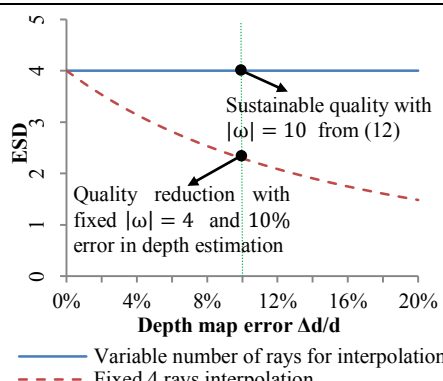 5
4
3
2
1
0
ESD
Sustainable quality with
|ω| = 10 from (12)
Quality reduction with
fixed |ω| = 4 and 10%
error in depth estimation
0% 4% 8% 12% 16% 20%
Depth map error Δd/d
Variable number of rays for interpolation
Fixed 4 rays interpolation